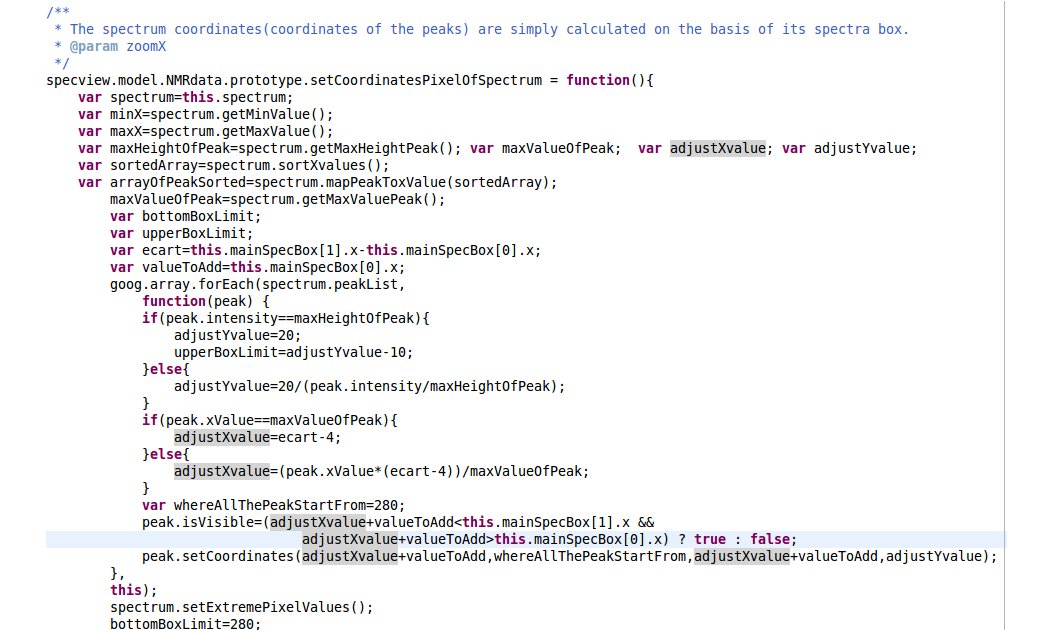 /**
 * The spectrum coordinates(coordinates of the peaks) are simply calculated on the basis of its spectra box.
 * @param zoomX
 */
specview.model.NMRdata.prototype.setCoordinatesPixelOfSpectrum = function(){
    var spectrum=this.spectrum;
    var minX=spectrum.getMinValue();
    var maxX=spectrum.getMaxValue();
    var maxHeightOfPeak=spectrum.getMaxHeightPeak(); var maxValueOfPeak;  var adjustXvalue; var adjustYvalue;
    var sortedArray=spectrum.sortXvalues();
    var arrayOfPeakSorted=spectrum.mapPeakToxValue(sortedArray);
        maxValueOfPeak=spectrum.getMaxValuePeak();
        var bottomBoxLimit;
        var upperBoxLimit;
        var ecart=this.mainSpecBox[1].x-this.mainSpecBox[0].x;
        var valueToAdd=this.mainSpecBox[0].x;
        goog.array.forEach(spectrum.peakList,
            function(peak) {
            if(peak.intensity==maxHeightOfPeak){
                adjustYvalue=20;
                upperBoxLimit=adjustYvalue-10;
            }else{
                adjustYvalue=20/(peak.intensity/maxHeightOfPeak);
            }
            if(peak.xValue==maxValueOfPeak){
                adjustXvalue=ecart-4;
            }else{
                adjustXvalue=(peak.xValue*(ecart-4))/maxValueOfPeak;
            }
            var whereAllThePeakStartFrom=280;
            peak.isVisible=(adjustXvalue+valueToAdd<this.mainSpecBox[1].x &&
                                adjustXvalue+valueToAdd>this.mainSpecBox[0].x) ? true : false;
            peak.setCoordinates(adjustXvalue+valueToAdd,whereAllThePeakStartFrom,adjustXvalue+valueToAdd,adjustYvalue);
        },
        this);
        spectrum.setExtremePixelValues();
        bottomBoxLimit=280;